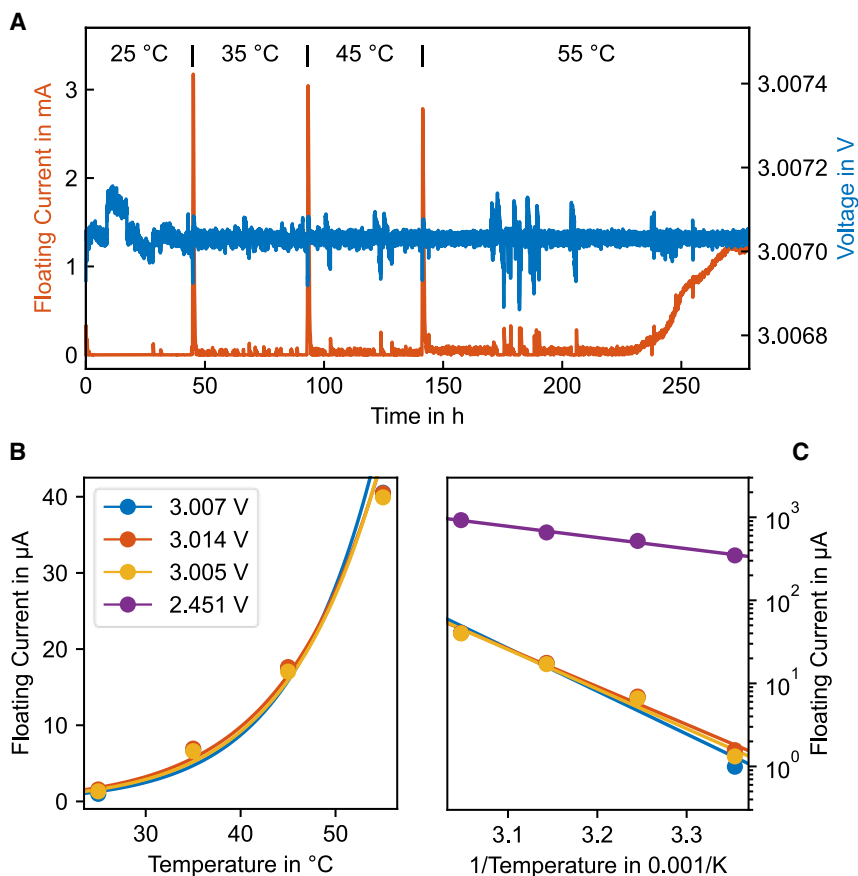 A
25 °C | 35 °C | 45 °C | 55 °C
Floating Current in mA
3
2
1
0
3.0074
3.0072
3.0070
3.0068
Voltage in V
0 50 100 150 200 250
Time in h
B
Floating Current in µA
40
30
20
10
0
3.007 V
3.014 V
3.005 V
2.451 V
30 40 50
Temperature in °C
C
10³
10²
10¹
10⁰
Floating Current in µA
3.1 3.2 3.3
1/Temperature in 0.001/K